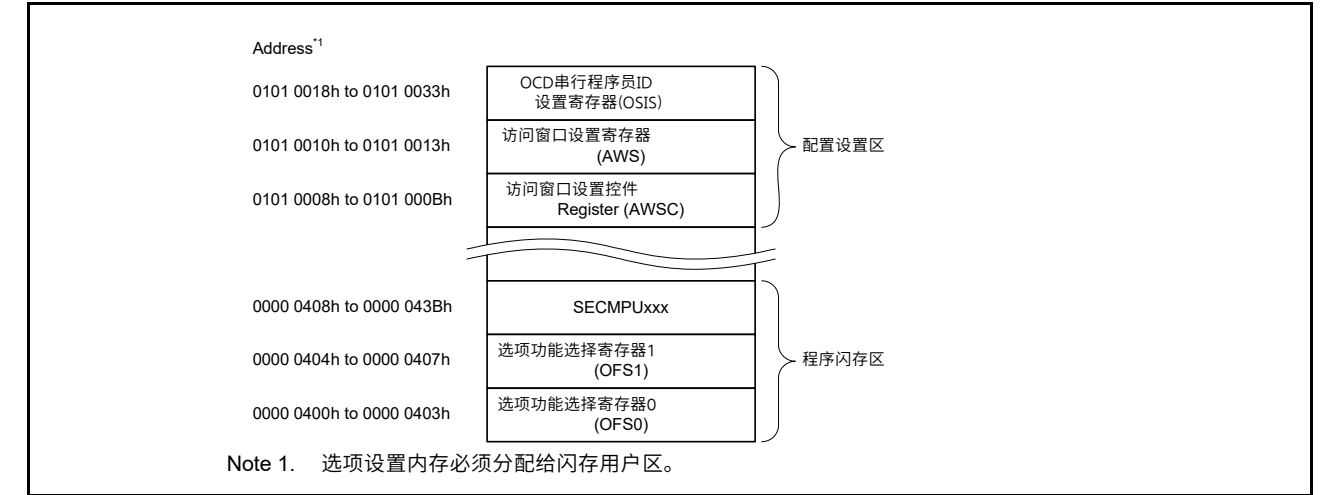 Address*1
0101 0018h to 0101 0033h
OCD串行程序员ID
设置寄存器(OSIS)
0101 0010h to 0101 0013h
访问窗口设置寄存器
(AWS)
配置设置区
0101 0008h to 0101 000Bh
访问窗口设置控件
Register (AWSC)
0000 0408h to 0000 043Bh
SECMPUxxx
0000 0404h to 0000 0407h
选项功能选择寄存器1
(OFS1)
程序闪存区
0000 0400h to 0000 0403h
选项功能选择寄存器0
(OFS0)
Note 1. 选项设置内存必须分配给闪存用户区。